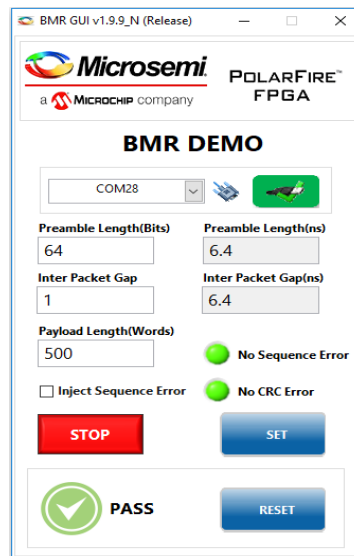 BMR GUI v1.9.9_N (Release)
Microsemi.
a MICROCHIP company
POLARFIRE™
FPGA
BMR DEMO
COM28
Preamble Length(Bits) Preamble Length(ns)
64 6.4
Inter Packet Gap Inter Packet Gap(ns)
1 6.4
Payload Length(Words)
500
No Sequence Error
Inject Sequence Error No CRC Error
STOP SET
PASS RESET